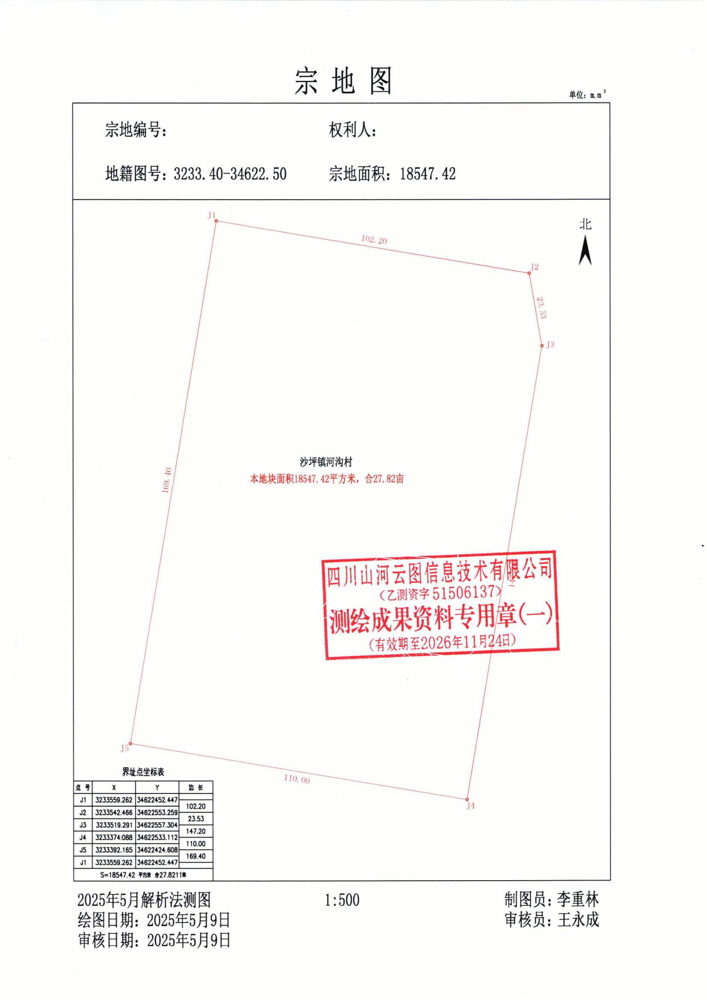 宗地图
单位：m.m²
宗地编号：
权利人：
地籍图号：3233.40-34622.50
宗地面积：18547.42
J1
北
102.20
J2
23.53
J3
沙坪镇河沟村
本地块面积18547.42平方米，合27.82亩
169.40
四川山河云图信息技术有限公司
（乙测资字51506137）
测绘成果资料专用章(一)
（有效期至2026年11月24日）
J5
110.00
J4
界址点坐标表
点号 X Y 边长
J1 3233559.262 34622452.447
102.20
J2 3233542.466 34622553.259
23.53
J3 3233519.291 34622557.304
147.20
J4 3233374.088 34622533.112
110.00
J5 3233392.165 34622424.608
169.40
J1 3233559.262 34622452.447
S=18547.42 平方米 合27.8211亩
2025年5月解析法测图
1:500
制图员：李重林
绘图日期：2025年5月9日
审核员：王永成
审核日期：2025年5月9日